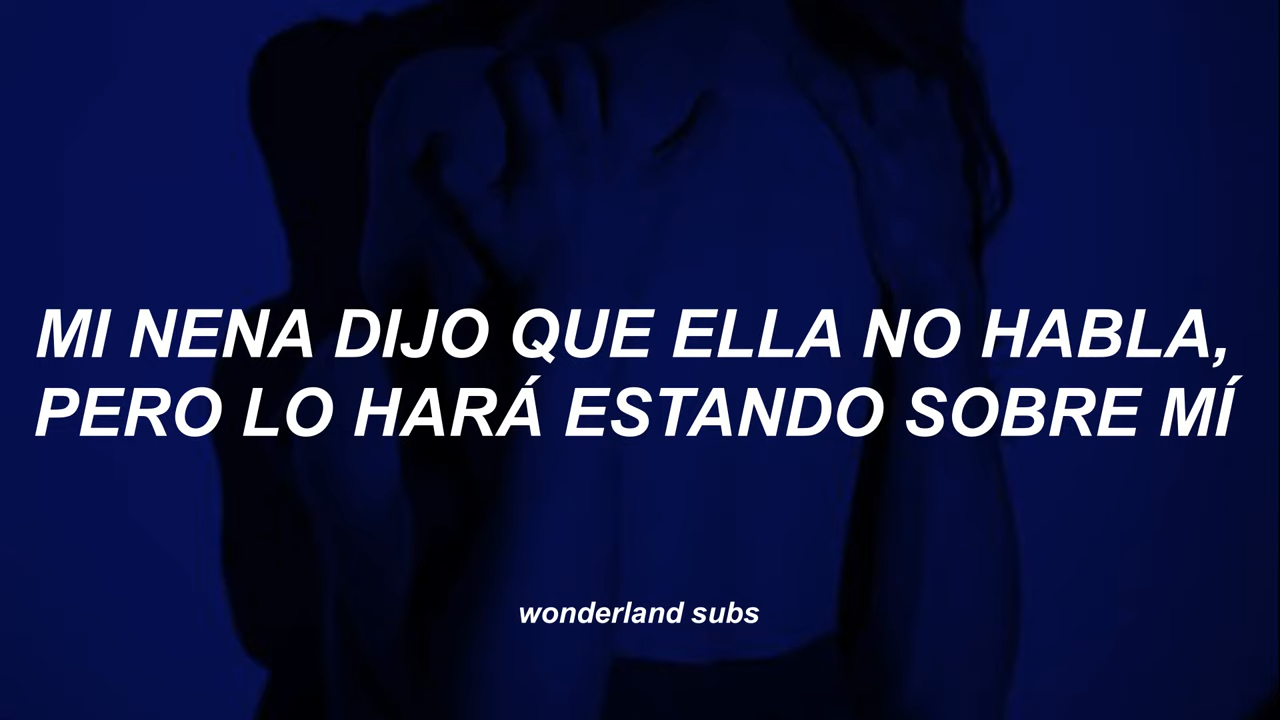 MI NENA DIJO QUE ELLA NO HABLA,
PERO LO HARÁ ESTANDO SOBRE MÍ
wonderland subs